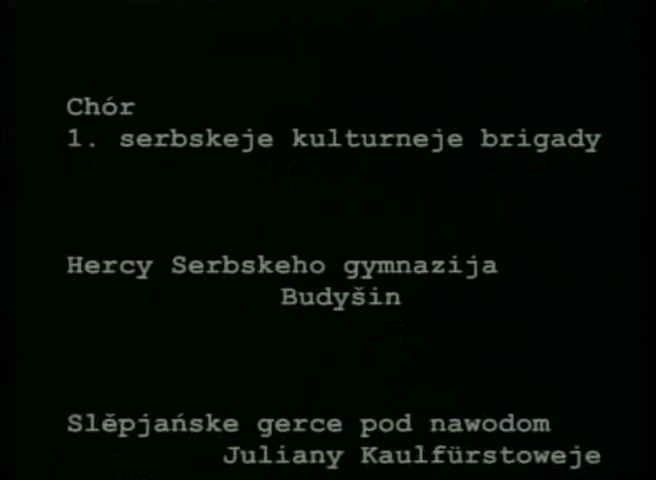 Chór
1. serbskeje kulturneje brigady
Hercy Serbskeho gymnazija
Budyšin
Slěpjańske gerce pod nawodom
Juliany Kaulfürstoweje